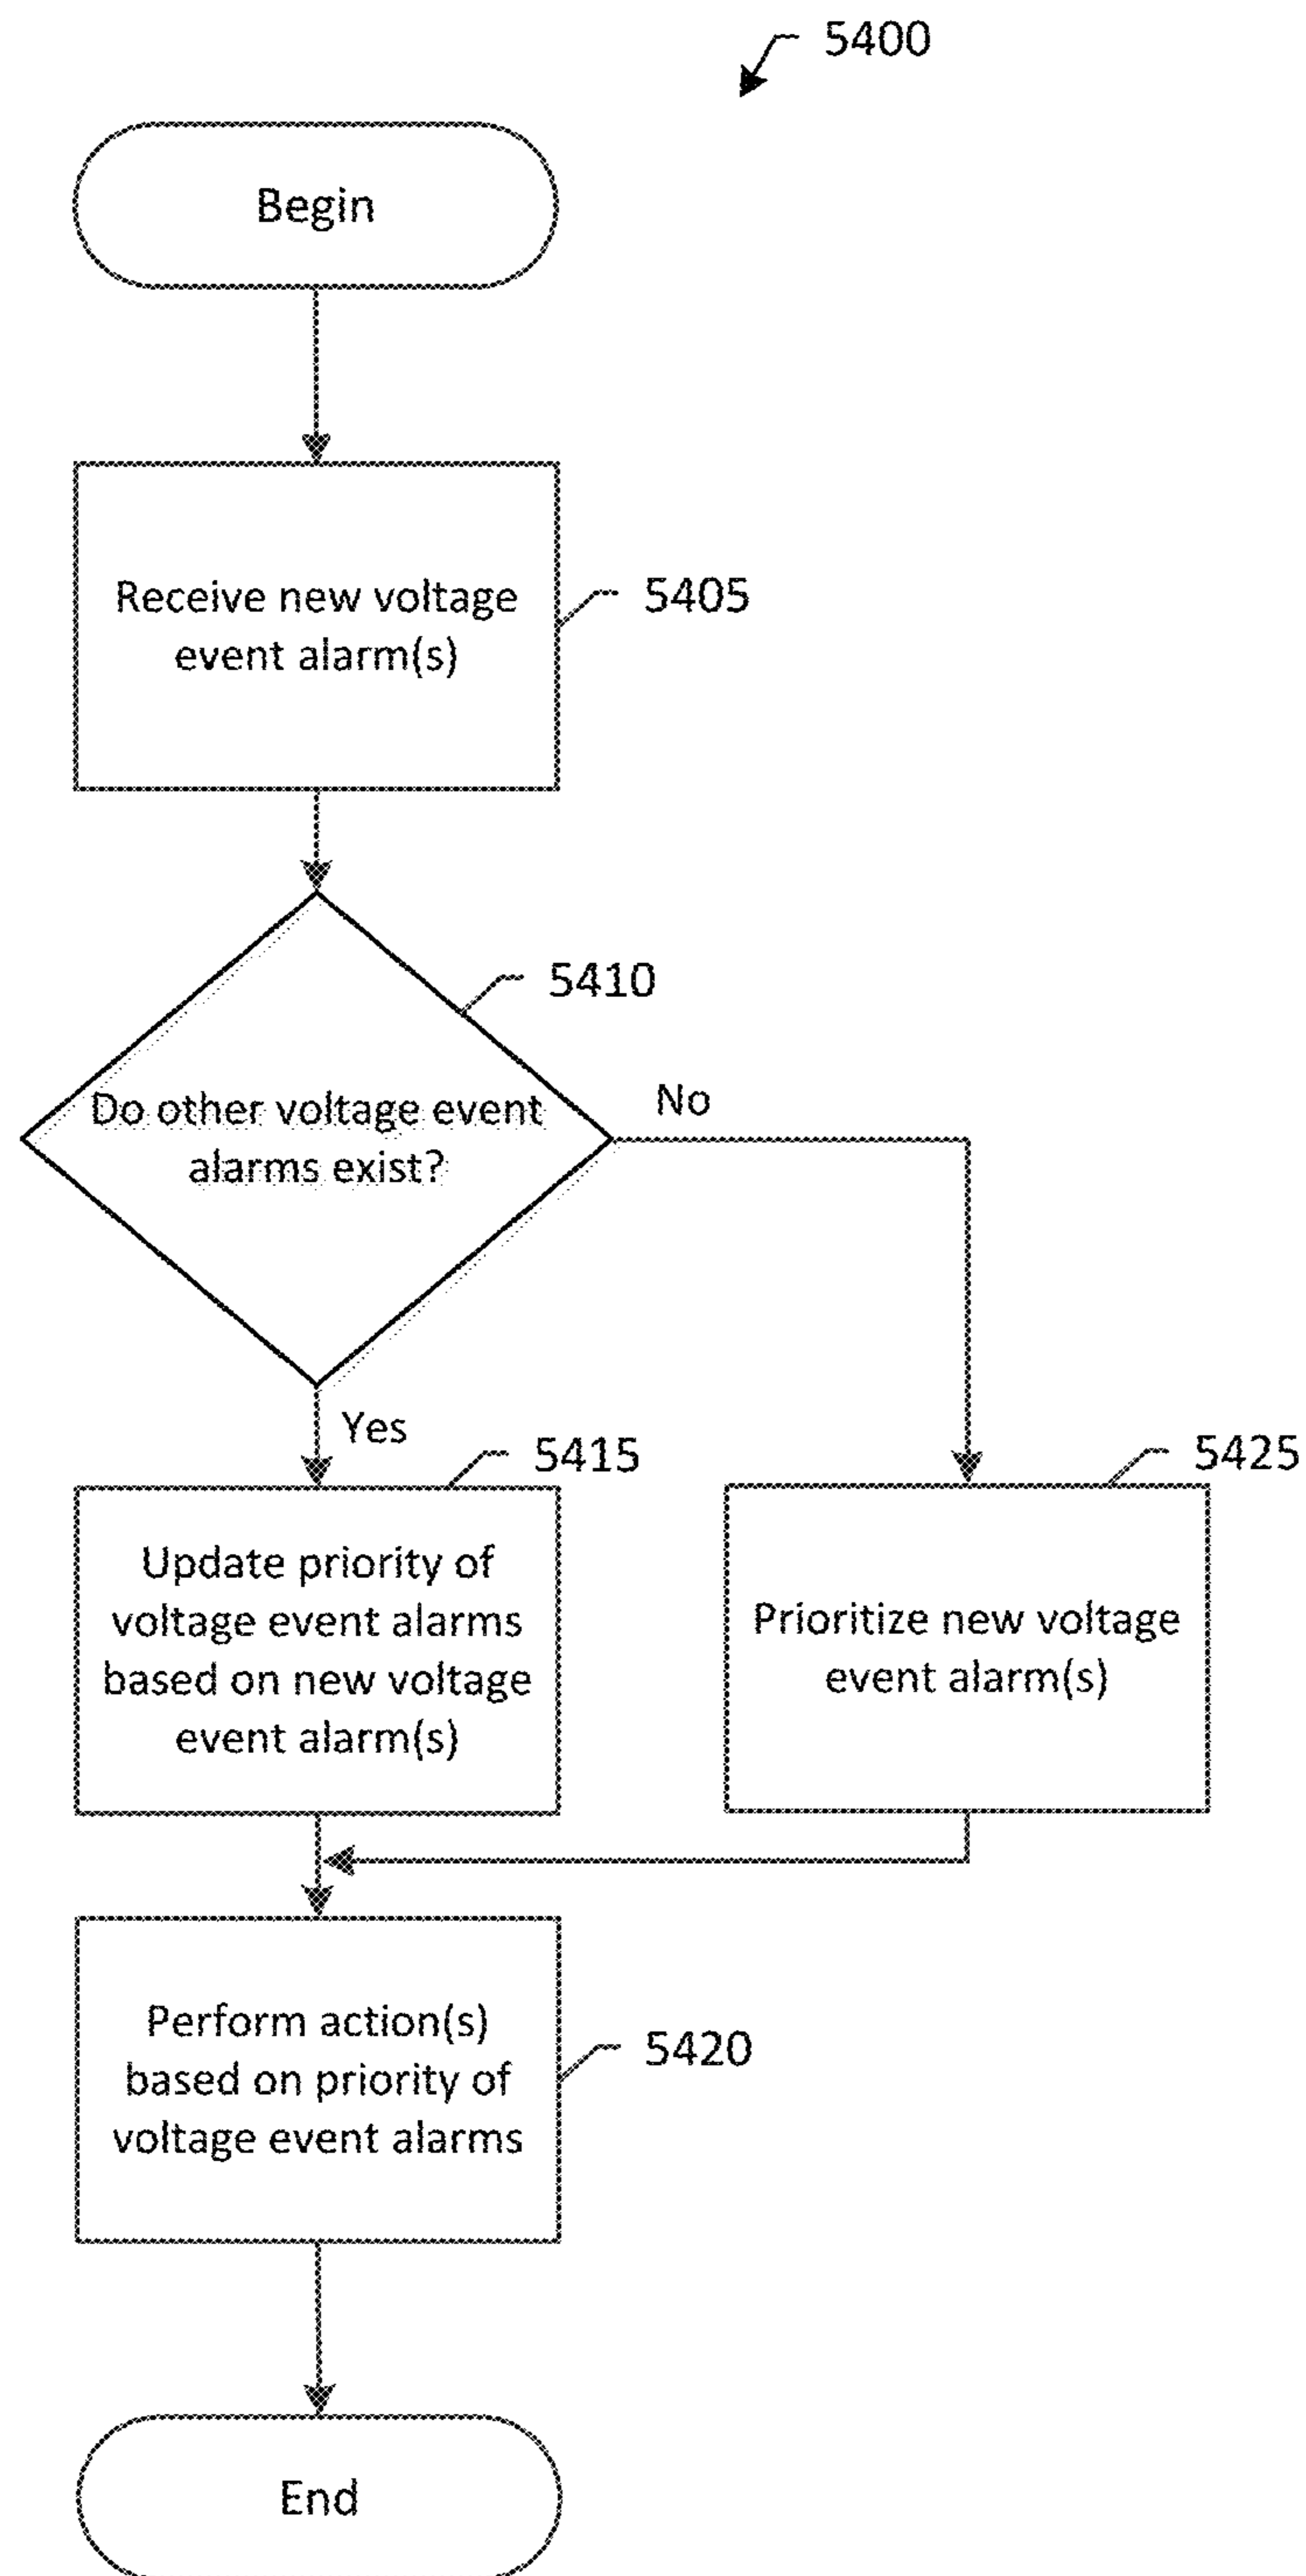 5400
Begin
Receive new voltage
event alarm(s)
5405
5410
Do other voltage event
alarms exist?
No
Yes
5415
5425
Update priority of
voltage event alarms
based on new voltage
event alarm(s)
Prioritize new voltage
event alarm(s)
Perform action(s)
based on priority of
voltage event alarms
5420
End